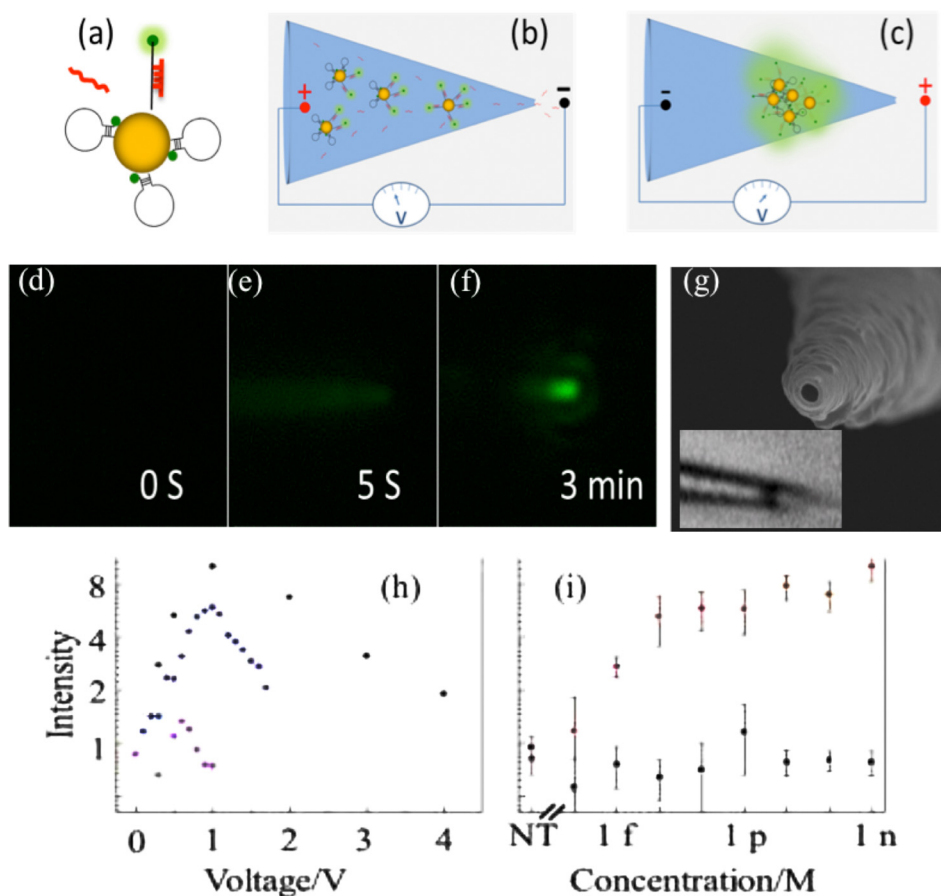 (a)
(b)
(c)
+
-
V
-
+
V
(d)
(e)
(f)
(g)
0 S
5 S
3 min
(h)
(i)
Intensity
8
4
2
1
0
1
2
3
4
Voltage/V
NT
1 f
1 p
1 n
Concentration/M